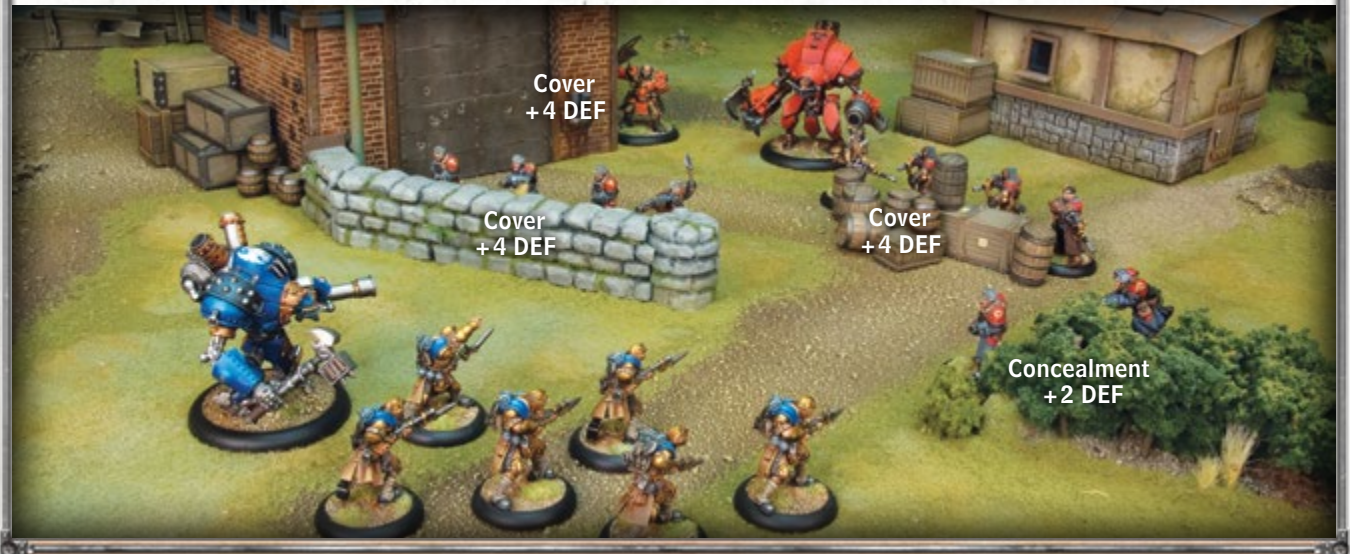 Cover
+4 DEF
Cover
+4 DEF
Cover
+4 DEF
Concealment
+2 DEF